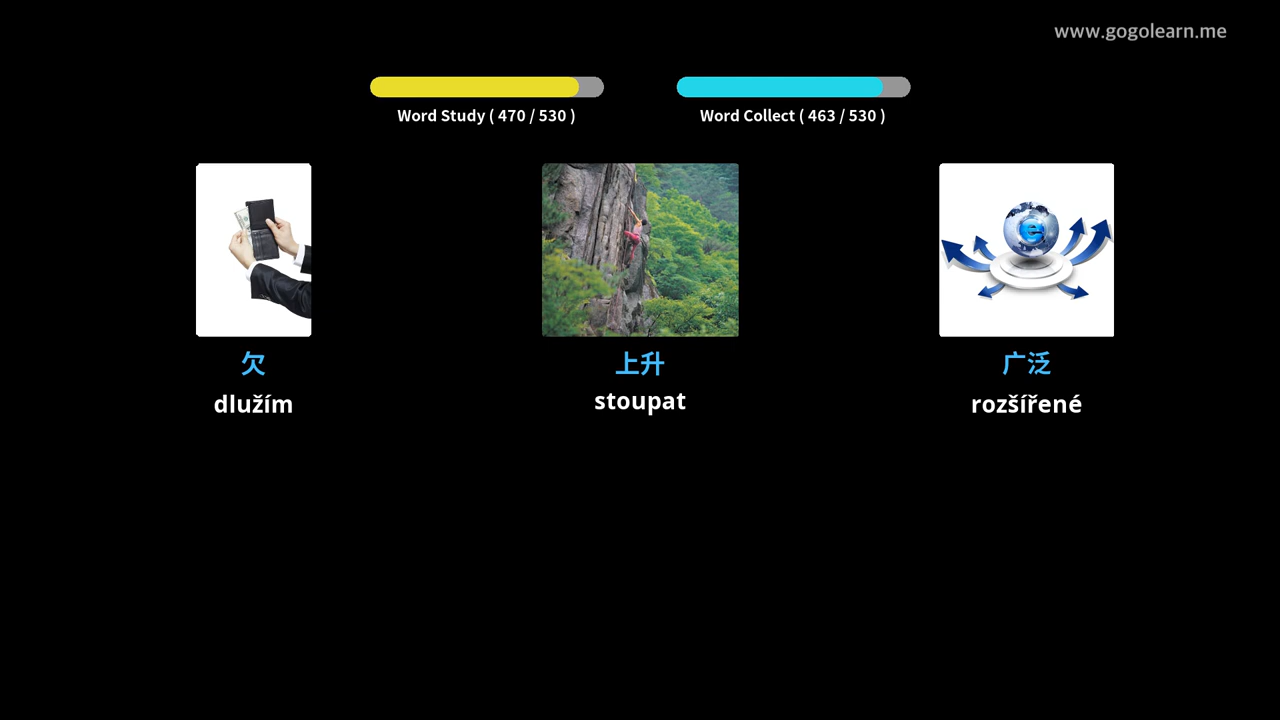 www.gogolearn.me
Word Study ( 470 / 530 )
Word Collect ( 463 / 530 )
欠
上升
广泛
dlužím
stoupat
rozšířené